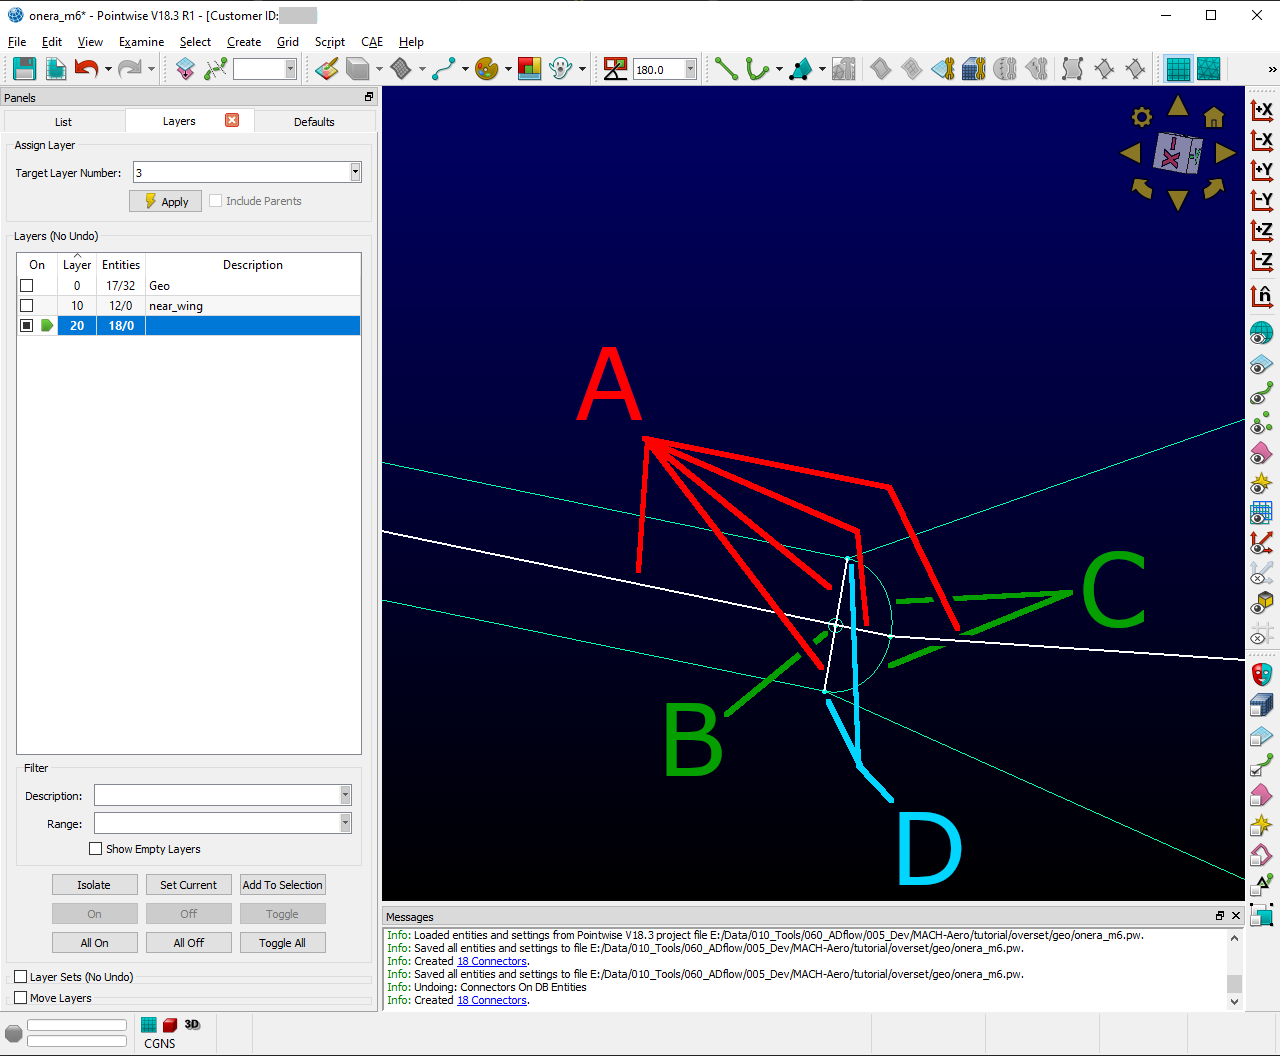 onera_m6* - Pointwise V18.3 R1 - [Customer ID:
File Edit View Examine Select Create Grid Script CAE Help
180.0
»
Panels
List Layers Defaults
Assign Layer
Target Layer Number: 3
Apply Include Parents
Layers (No Undo)
On Layer Entities Description
0 17/32 Geo
10 12/0 near_wing
20 18/0
Filter
Description:
Range:
Show Empty Layers
Isolate Set Current Add To Selection
On Off Toggle
All On All Off Toggle All
Layer Sets (No Undo)
Move Layers
CGNS
3D
A
B
C
D
-X
+X
-X
+Y
-Y
+Z
-Z
n̂
Messages
Info: Loaded entities and settings from Pointwise V18.3 project file E:/Data/010_Tools/060_ADflow/005_Dev/MACH-Aero/tutorial/overset/geo/onera_m6.pw.
Info: Saved all entities and settings to file E:/Data/010_Tools/060_ADflow/005_Dev/MACH-Aero/tutorial/overset/geo/onera_m6.pw.
Info: Created 18 Connectors.
Info: Saved all entities and settings to file E:/Data/010_Tools/060_ADflow/005_Dev/MACH-Aero/tutorial/overset/geo/onera_m6.pw.
Info: Undoing: Connectors On DB Entities
Info: Created 18 Connectors.